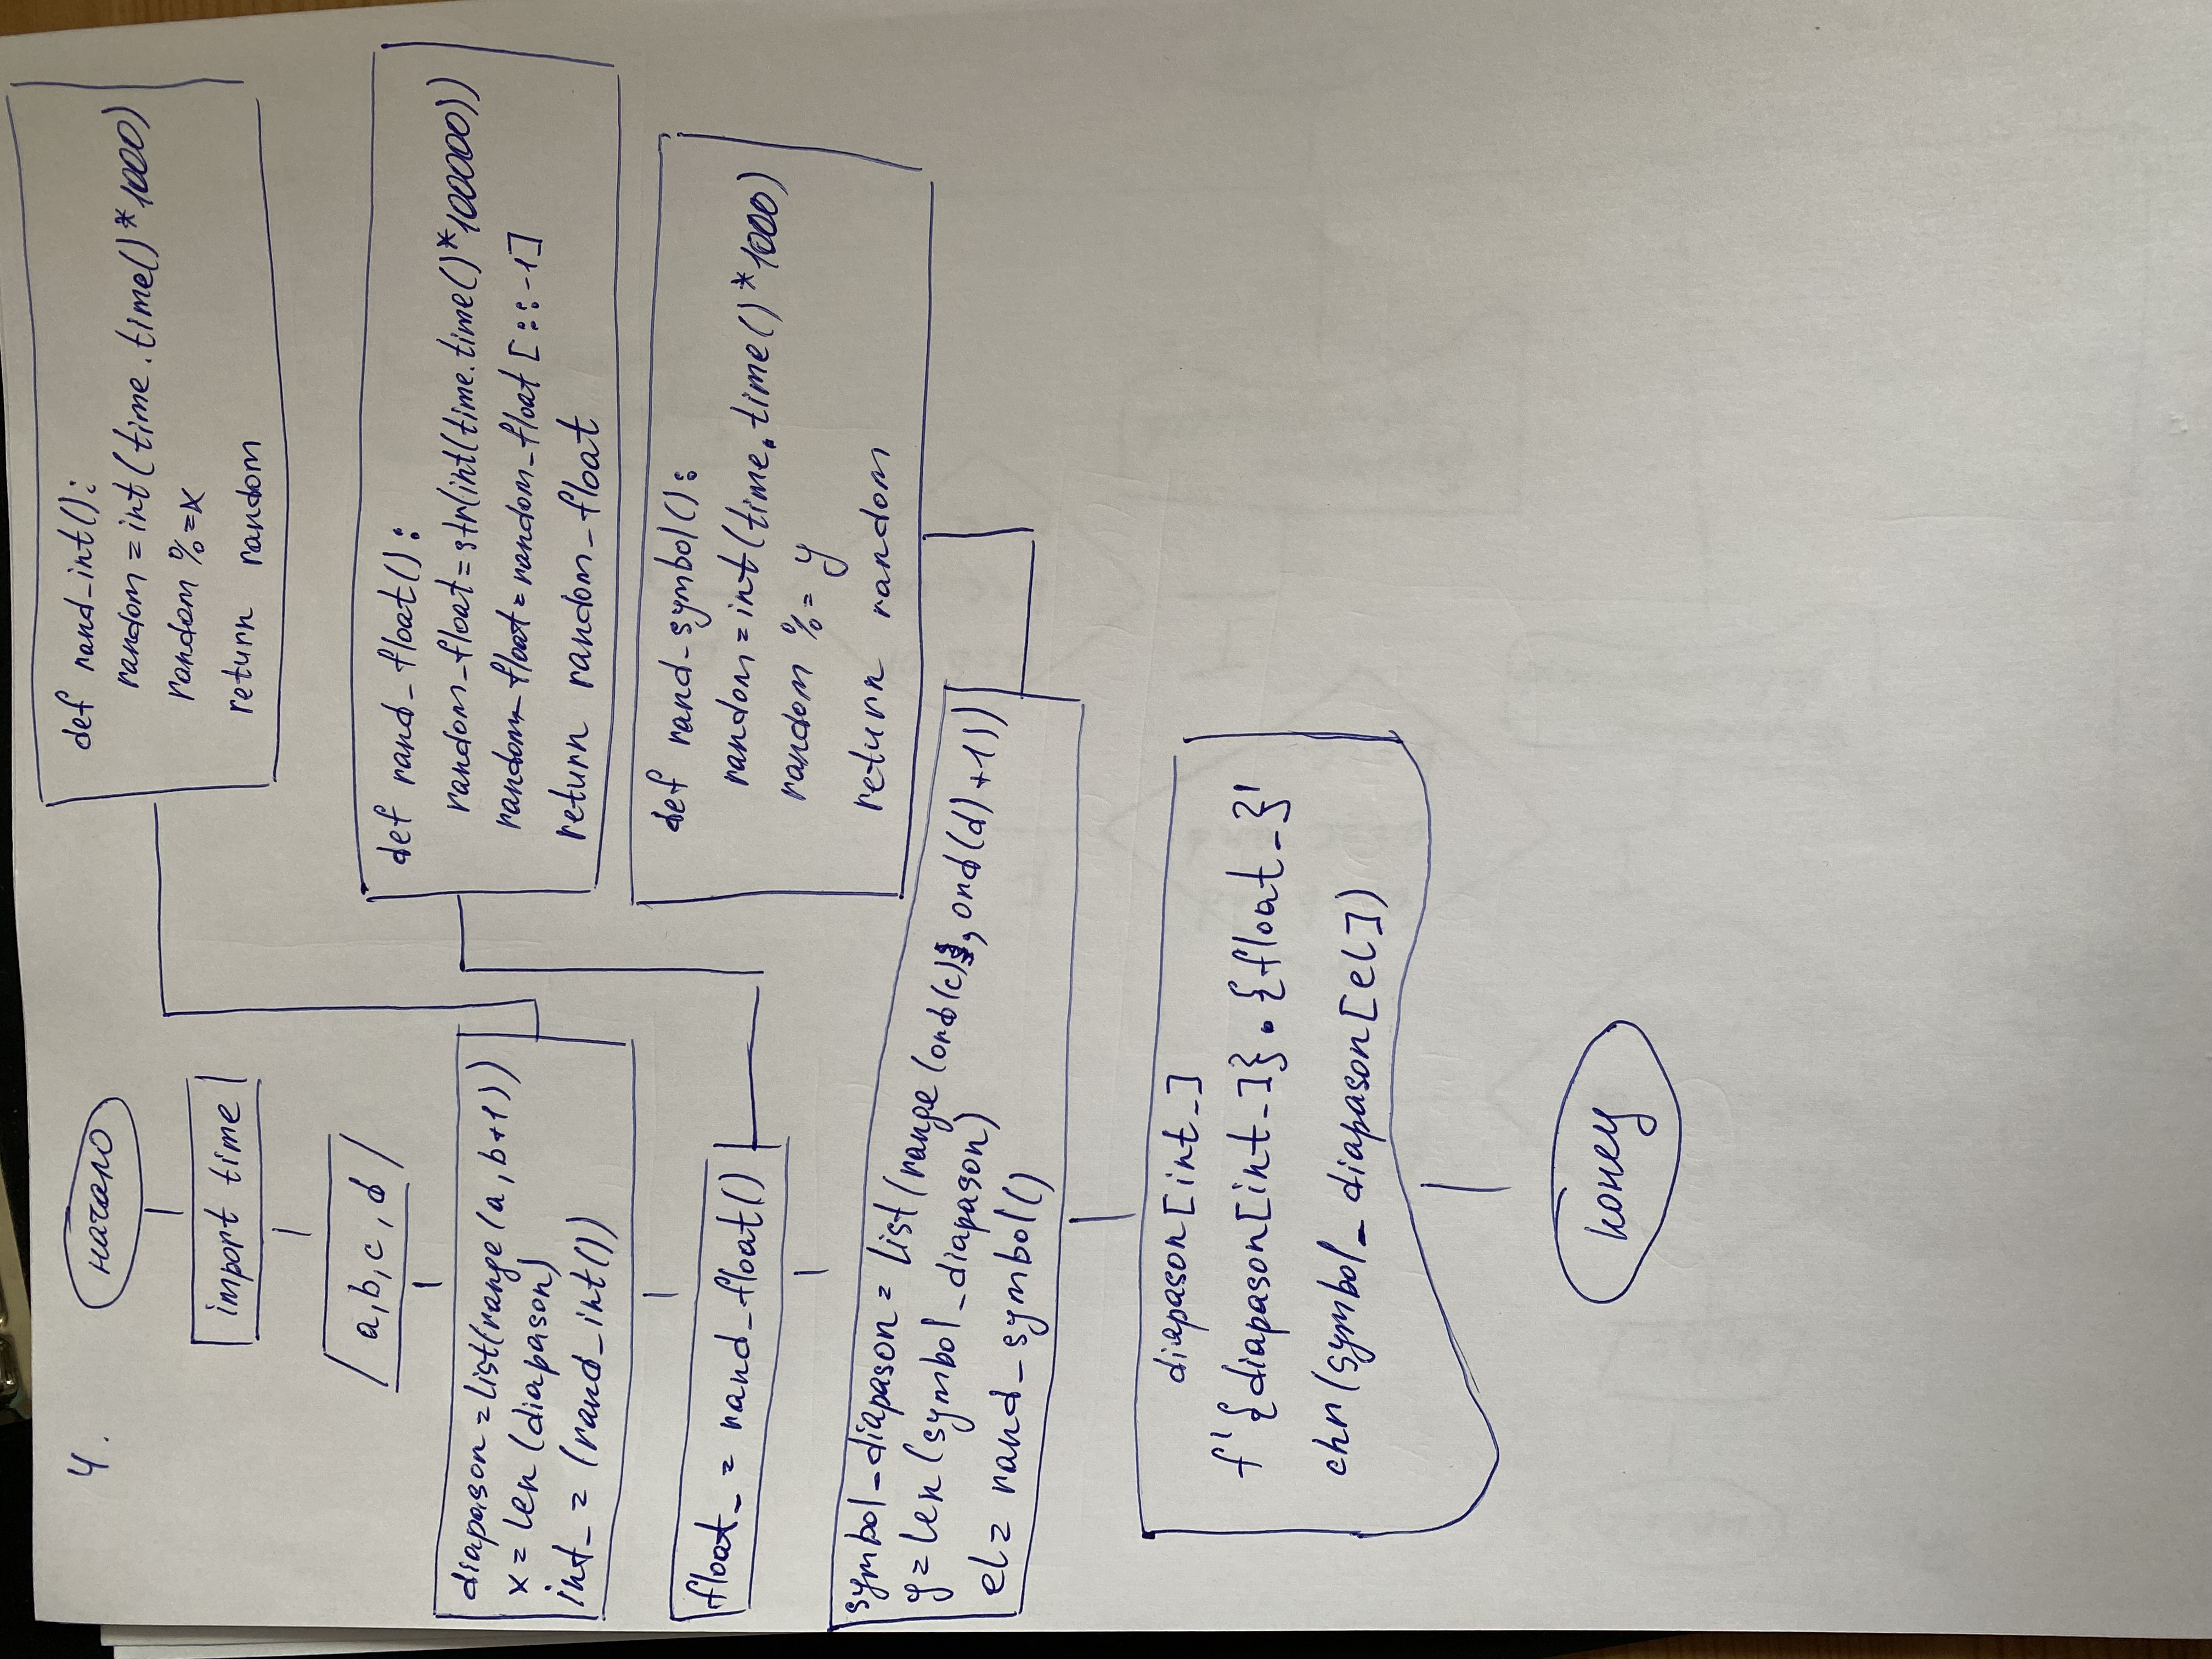 4.
начало
import time
a, b, c, d
diapason = list(range(a, b+1))
x = len(diapason)
int_ = (rand_int())
float_ = rand_float()
symbol_diapason = list(range(ord(c), ord(d)+1))
y = len(symbol_diapason)
el = rand_symbol()
diapason[int_]
f'{diapason[int_]}.{float_}'
chr(symbol_diapason[el])
конец
def rand_int():
random = int(time.time()*1000)
random %= x
return random
def rand_float():
random_float = str(int(time.time()*100000))
random_float = random_float[::-1]
return random_float
def rand_symbol():
random = int(time.time()*1000)
random %= y
return random